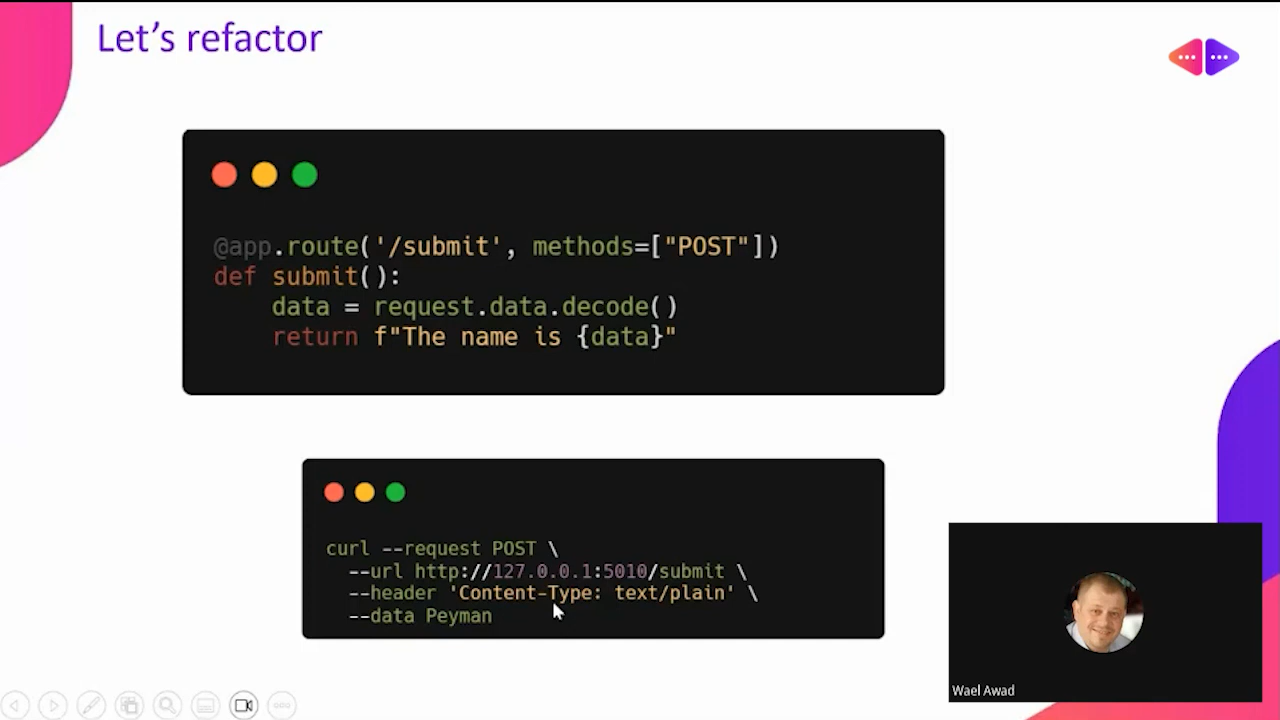 Let's refactor
@app.route('/submit', methods=["POST"])
def submit():
    data = request.data.decode()
    return f"The name is {data}"
curl --request POST \
  --url http://127.0.0.1:5010/submit \
  --header 'Content-Type: text/plain' \
  --data Peyman
Wael Awad